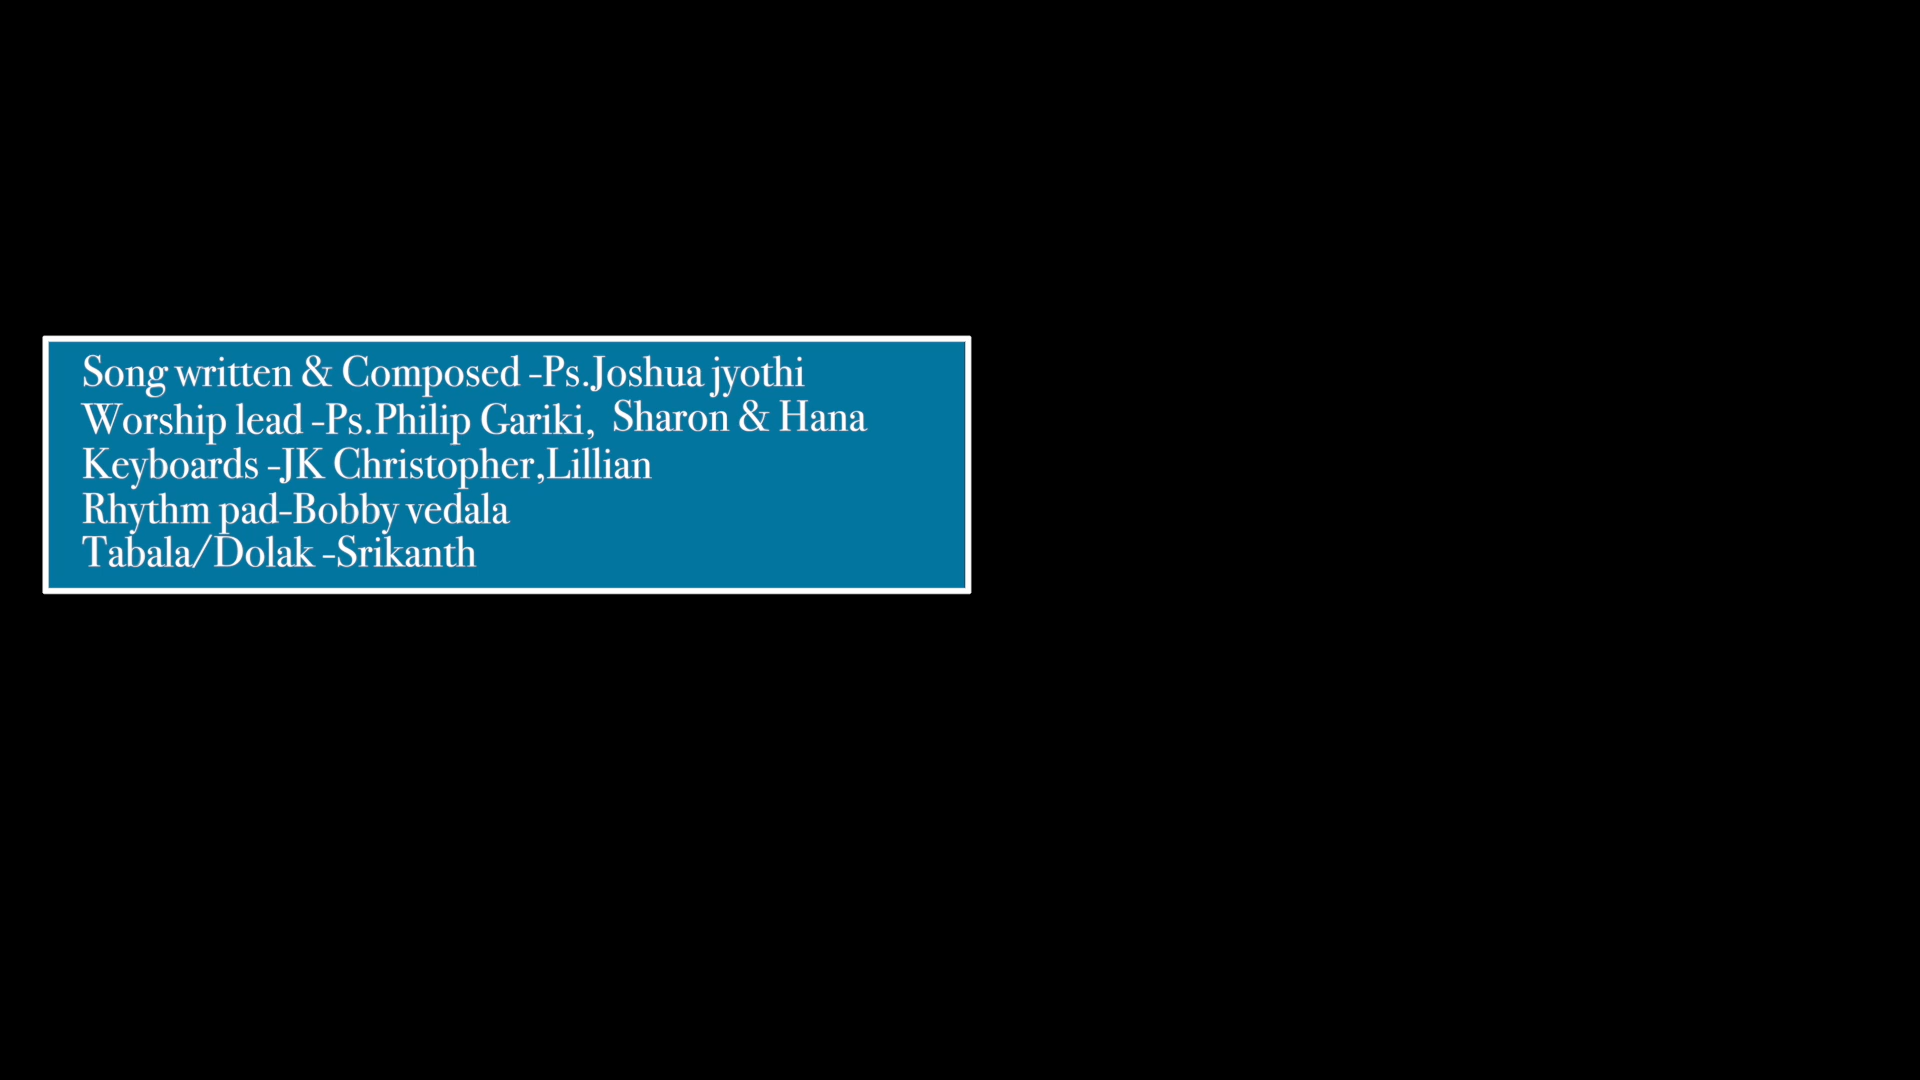 Song written & Composed -Ps.Joshua jyothi
Worship lead -Ps.Philip Gariki, Sharon & Hana
Keyboards -JK Christopher,Lillian
Rhythm pad-Bobby vedala
Tabala/Dolak -Srikanth